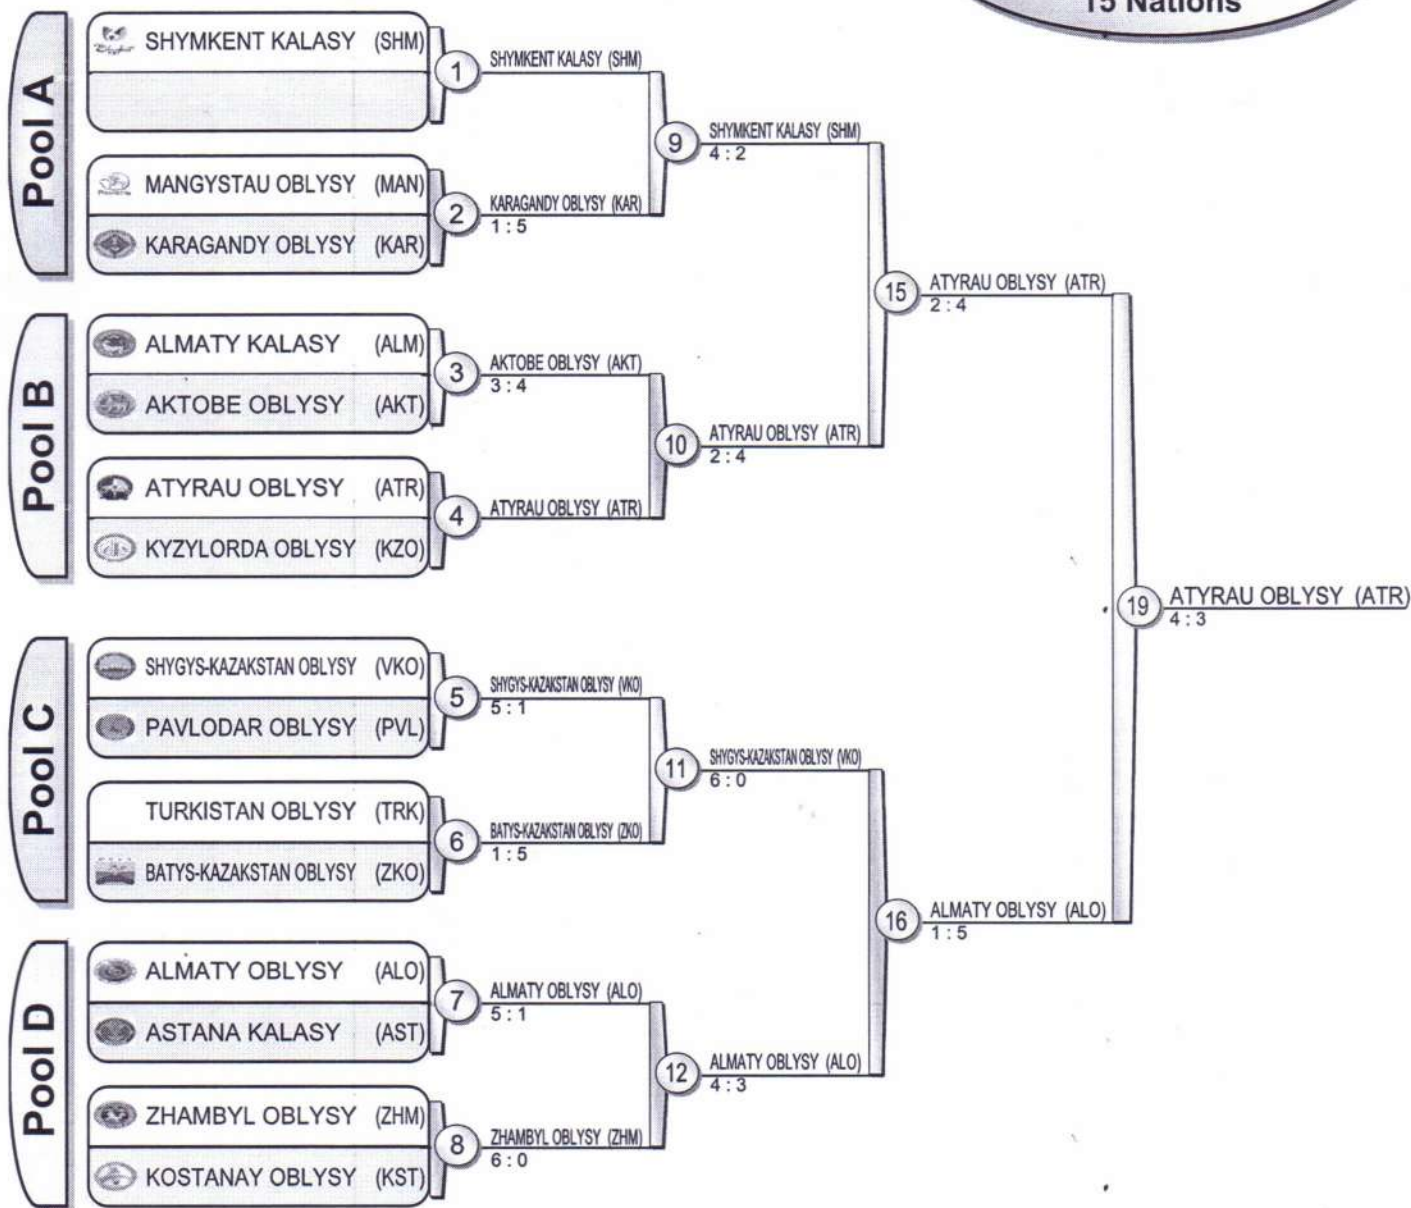 15 Nations
Pool A
SHYMKENT KALASY (SHM)
MANGYSTAU OBLYSY (MAN)
KARAGANDY OBLYSY (KAR)
Pool B
ALMATY KALASY (ALM)
AKTOBE OBLYSY (AKT)
ATYRAU OBLYSY (ATR)
KYZYLORDA OBLYSY (KZO)
Pool C
SHYGYS-KAZAKSTAN OBLYSY (VKO)
PAVLODAR OBLYSY (PVL)
TURKISTAN OBLYSY (TRK)
BATYS-KAZAKSTAN OBLYSY (ZKO)
Pool D
ALMATY OBLYSY (ALO)
ASTANA KALASY (AST)
ZHAMBYL OBLYSY (ZHM)
KOSTANAY OBLYSY (KST)
1 SHYMKENT KALASY (SHM)
2 KARAGANDY OBLYSY (KAR)
1 : 5
3 AKTOBE OBLYSY (AKT)
3 : 4
4 ATYRAU OBLYSY (ATR)
5 SHYGYS-KAZAKSTAN OBLYSY (VKO)
5 : 1
6 BATYS-KAZAKSTAN OBLYSY (ZKO)
1 : 5
7 ALMATY OBLYSY (ALO)
5 : 1
8 ZHAMBYL OBLYSY (ZHM)
6 : 0
9 SHYMKENT KALASY (SHM)
4 : 2
10 ATYRAU OBLYSY (ATR)
2 : 4
11 SHYGYS-KAZAKSTAN OBLYSY (VKO)
6 : 0
12 ALMATY OBLYSY (ALO)
4 : 3
15 ATYRAU OBLYSY (ATR)
2 : 4
16 ALMATY OBLYSY (ALO)
1 : 5
19 ATYRAU OBLYSY (ATR)
4 : 3